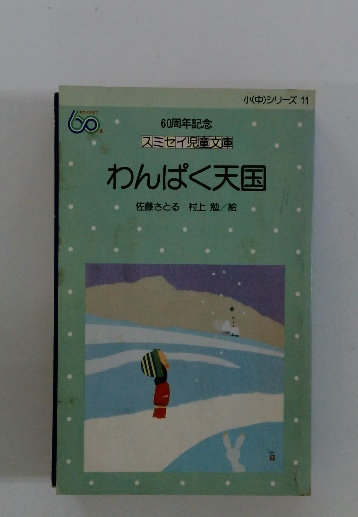 小(中)シリーズ 11
60
60周年記念
スミセイ児童文庫
わんぱく天国
佐藤さとる 村上 勉/絵